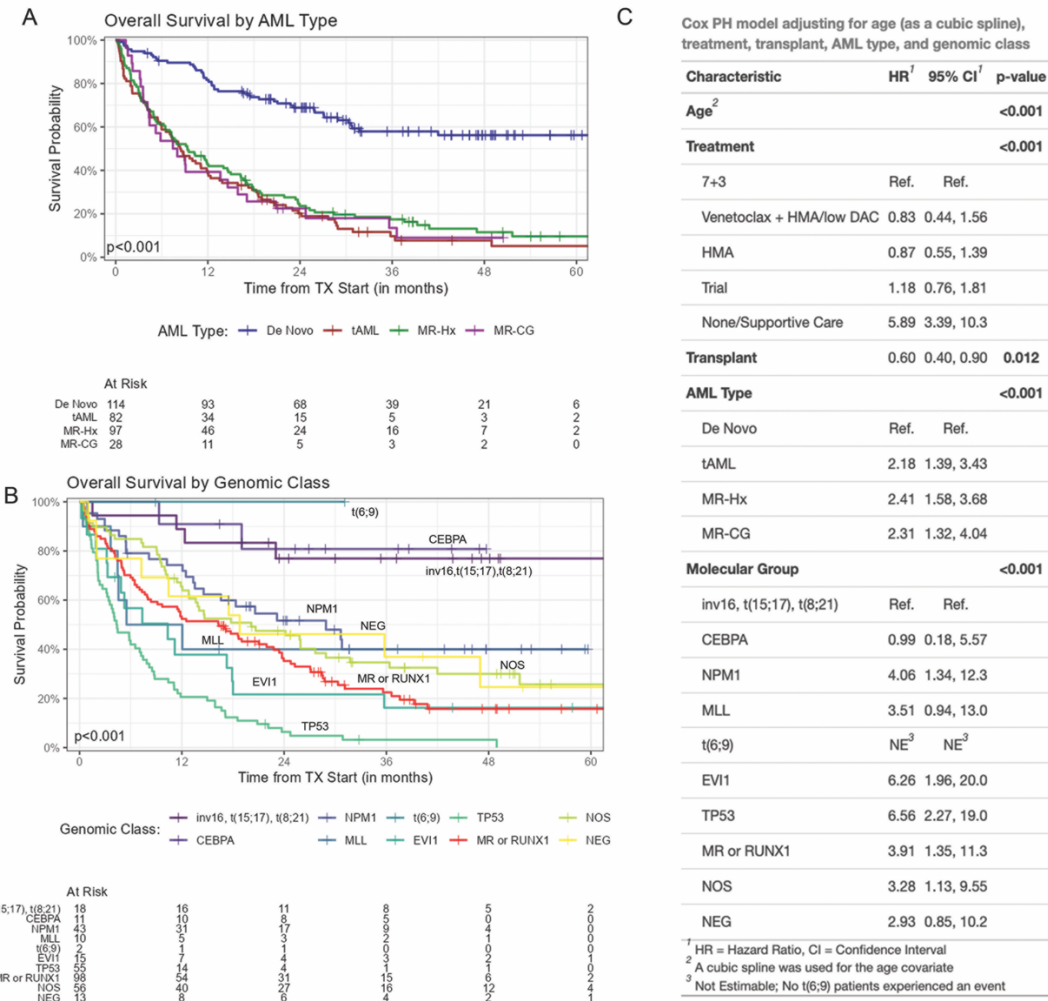 A
Overall Survival by AML Type
100%
80%
60%
40%
20%
0%
Survival Probability
p<0.001
0 12 24 36 48 60
Time from TX Start (in months)
AML Type: De Novo tAML MR-Hx MR-CG
At Risk
De Novo 114 93 68 39 21 6
tAML 82 34 15 5 3 2
MR-Hx 97 46 24 16 7 2
MR-CG 28 11 5 3 2 0
B
Overall Survival by Genomic Class
100%
80%
60%
40%
20%
0%
Survival Probability
t(6;9)
CEBPA
inv16,t(15;17),t(8;21)
NPM1
NEG
MLL
NOS
EVI1
MR or RUNX1
TP53
p<0.001
0 12 24 36 48 60
Time from TX Start (in months)
Genomic Class:
inv16, t(15;17), t(8;21) NPM1 t(6;9) TP53 NOS
CEBPA MLL EVI1 MR or RUNX1 NEG
At Risk
5;17), t(8;21) 18 16 11 8 5 2
CEBPA 11 10 8 5 0 0
NPM1 43 31 17 9 4 0
MLL 10 5 3 2 1 0
t(6;9) 2 1 1 0 0 0
EVI1 15 7 4 3 2 1
TP53 55 14 4 1 1 0
MR or RUNX1 98 54 31 15 6 2
NOS 56 40 27 16 12 4
NEG 13 8 6 4 2 1
C
Cox PH model adjusting for age (as a cubic spline),
treatment, transplant, AML type, and genomic class
Characteristic HR1 95% CI1 p-value
Age2 <0.001
Treatment <0.001
7+3 Ref. Ref.
Venetoclax + HMA/low DAC 0.83 0.44, 1.56
HMA 0.87 0.55, 1.39
Trial 1.18 0.76, 1.81
None/Supportive Care 5.89 3.39, 10.3
Transplant 0.60 0.40, 0.90 0.012
AML Type <0.001
De Novo Ref. Ref.
tAML 2.18 1.39, 3.43
MR-Hx 2.41 1.58, 3.68
MR-CG 2.31 1.32, 4.04
Molecular Group <0.001
inv16, t(15;17), t(8;21) Ref. Ref.
CEBPA 0.99 0.18, 5.57
NPM1 4.06 1.34, 12.3
MLL 3.51 0.94, 13.0
t(6;9) NE3 NE3
EVI1 6.26 1.96, 20.0
TP53 6.56 2.27, 19.0
MR or RUNX1 3.91 1.35, 11.3
NOS 3.28 1.13, 9.55
NEG 2.93 0.85, 10.2
1 HR = Hazard Ratio, CI = Confidence Interval
2 A cubic spline was used for the age covariate
3 Not Estimable; No t(6;9) patients experienced an event